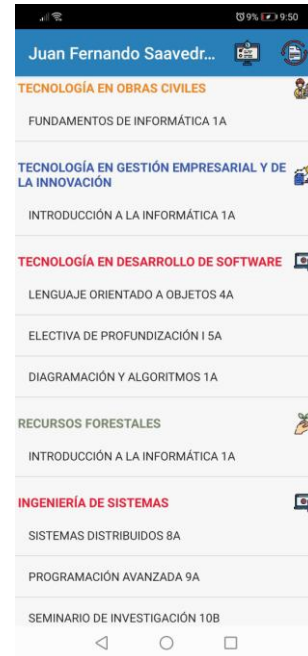 9% 9:50
Juan Fernando Saavedr...
TECNOLOGÍA EN OBRAS CIVILES
FUNDAMENTOS DE INFORMÁTICA 1A
TECNOLOGÍA EN GESTIÓN EMPRESARIAL Y DE
LA INNOVACIÓN
INTRODUCCIÓN A LA INFORMÁTICA 1A
TECNOLOGÍA EN DESARROLLO DE SOFTWARE
LENGUAJE ORIENTADO A OBJETOS 4A
ELECTIVA DE PROFUNDIZACIÓN I 5A
DIAGRAMACIÓN Y ALGORITMOS 1A
RECURSOS FORESTALES
INTRODUCCIÓN A LA INFORMÁTICA 1A
INGENIERÍA DE SISTEMAS
SISTEMAS DISTRIBUIDOS 8A
PROGRAMACIÓN AVANZADA 9A
SEMINARIO DE INVESTIGACIÓN 10B